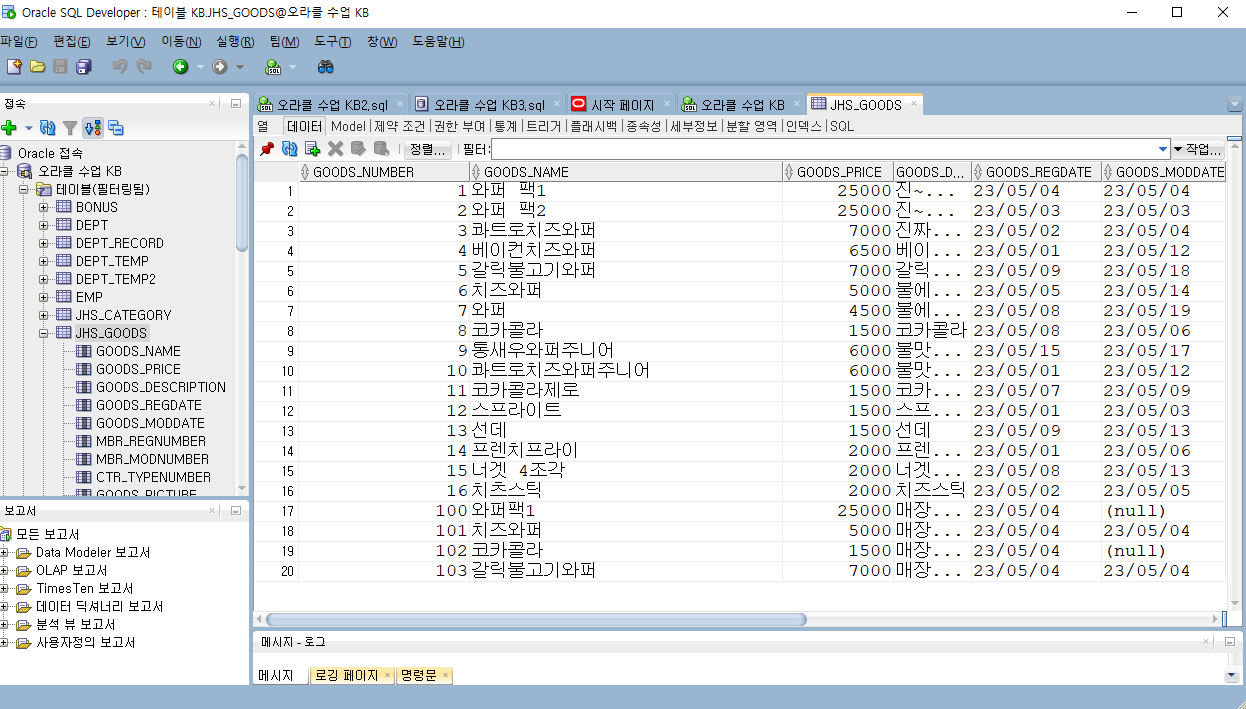 Oracle SQL Developer : 테이블 KB.JHS_GOODS@오라클 수업 KB
파일(F) 편집(E) 보기(V) 이동(N) 실행(R) 팀(M) 도구(T) 창(W) 도움말(H)
접속
Oracle 접속
오라클 수업 KB
테이블(필터링됨)
BONUS
DEPT
DEPT_RECORD
DEPT_TEMP
DEPT_TEMP2
EMP
JHS_CATEGORY
JHS_GOODS
GOODS_NAME
GOODS_PRICE
GOODS_DESCRIPTION
GOODS_REGDATE
GOODS_MODDATE
MBR_REGNUMBER
MBR_MODNUMBER
CTR_TYPENUMBER
GOODS_PICTURE
보고서
모든 보고서
Data Modeler 보고서
OLAP 보고서
TimesTen 보고서
데이터 딕셔너리 보고서
분석 뷰 보고서
사용자정의 보고서
오라클 수업 KB2.sql 오라클 수업 KB3.sql 시작 페이지 오라클 수업 KB JHS_GOODS
열 데이터 Model 제약 조건 권한 부여 통계 트리거 플래시백 종속성 세부정보 분할 영역 인덱스 SQL
정렬... 필터: 작업...
GOODS_NUMBER GOODS_NAME GOODS_PRICE GOODS_D... GOODS_REGDATE GOODS_MODDATE
1 1 와퍼 팩1 25000 진~... 23/05/04 23/05/04
2 2 와퍼 팩2 25000 진~... 23/05/03 23/05/03
3 3 콰트로치즈와퍼 7000 진짜... 23/05/02 23/05/04
4 4 베이컨치즈와퍼 6500 베이... 23/05/01 23/05/12
5 5 갈릭불고기와퍼 7000 갈릭... 23/05/09 23/05/18
6 6 치즈와퍼 5000 불에... 23/05/05 23/05/14
7 7 와퍼 4500 불에... 23/05/08 23/05/19
8 8 코카콜라 1500 코카콜라 23/05/08 23/05/06
9 9 통새우와퍼주니어 6000 불맛... 23/05/15 23/05/17
10 10 콰트로치즈와퍼주니어 6000 불맛... 23/05/01 23/05/12
11 11 코카콜라제로 1500 코카... 23/05/07 23/05/09
12 12 스프라이트 1500 스프... 23/05/01 23/05/03
13 13 선데 1500 선데 23/05/09 23/05/13
14 14 프렌치프라이 2000 프렌... 23/05/01 23/05/06
15 15 너겟 4조각 2000 너겟... 23/05/08 23/05/13
16 16 치츠스틱 2000 치즈스틱 23/05/02 23/05/05
17 100 와퍼팩1 25000 매장... 23/05/04 (null)
18 101 치즈와퍼 5000 매장... 23/05/04 23/05/04
19 102 코카콜라 1500 매장... 23/05/04 (null)
20 103 갈릭불고기와퍼 7000 매장... 23/05/04 23/05/04
메시지 - 로그
메시지 로깅 페이지 명령문